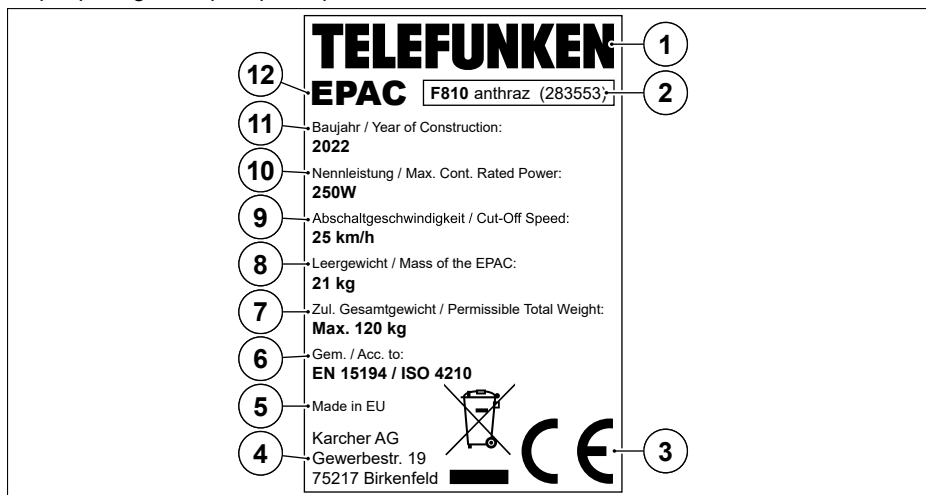 TELEFUNKEN
EPAC F810 anthraz (283553)
Baujahr / Year of Construction:
2022
Nennleistung / Max. Cont. Rated Power:
250W
Abschaltgeschwindigkeit / Cut-Off Speed:
25 km/h
Leergewicht / Mass of the EPAC:
21 kg
Zul. Gesamtgewicht / Permissible Total Weight:
Max. 120 kg
Gem. / Acc. to:
EN 15194 / ISO 4210
Made in EU
Karcher AG
Gewerbestr. 19
75217 Birkenfeld
CE
1
2
3
4
5
6
7
8
9
10
11
12